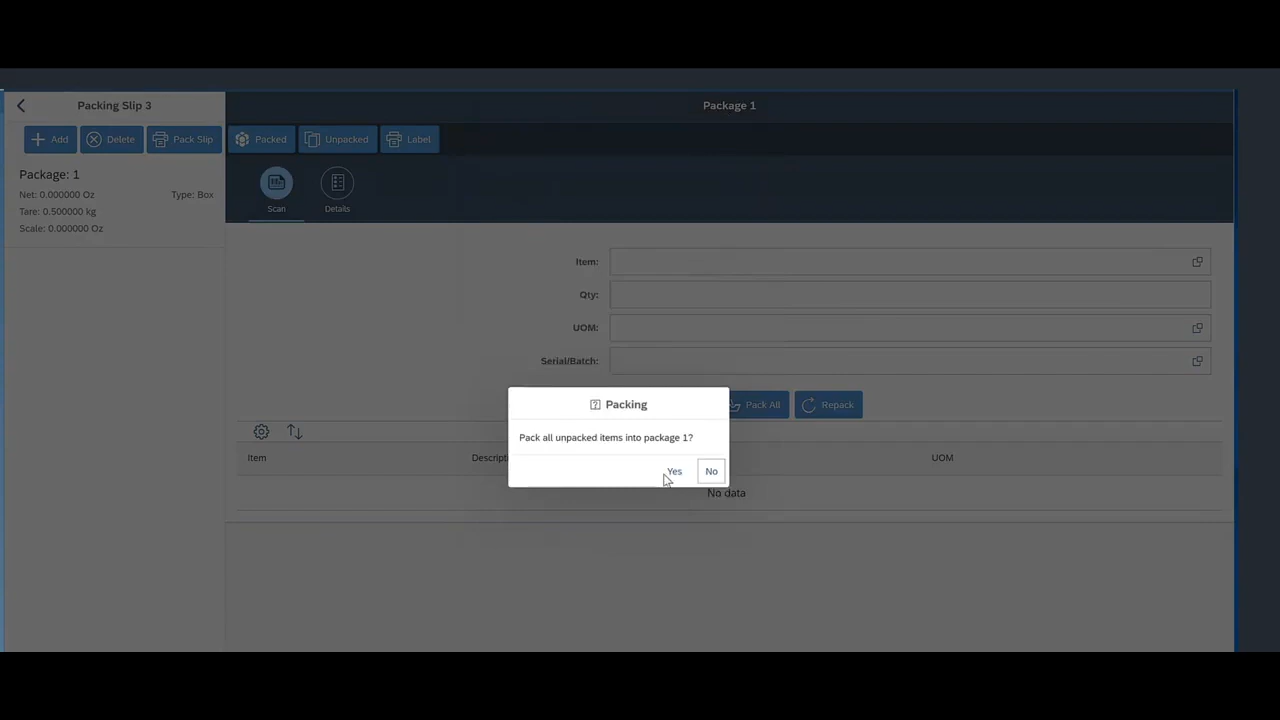 Packing Slip 3
Package 1
Add
Delete
Pack Slip
Packed
Unpacked
Label
Package: 1
Net: 0.000000 Oz
Type: Box
Tare: 0.500000 kg
Scale: 0.000000 Oz
Scan
Details
Item:
Qty:
UOM:
Serial/Batch:
Pack All
Repack
Packing
Pack all unpacked items into package 1?
Yes
No
Item
Descript
UOM
No data